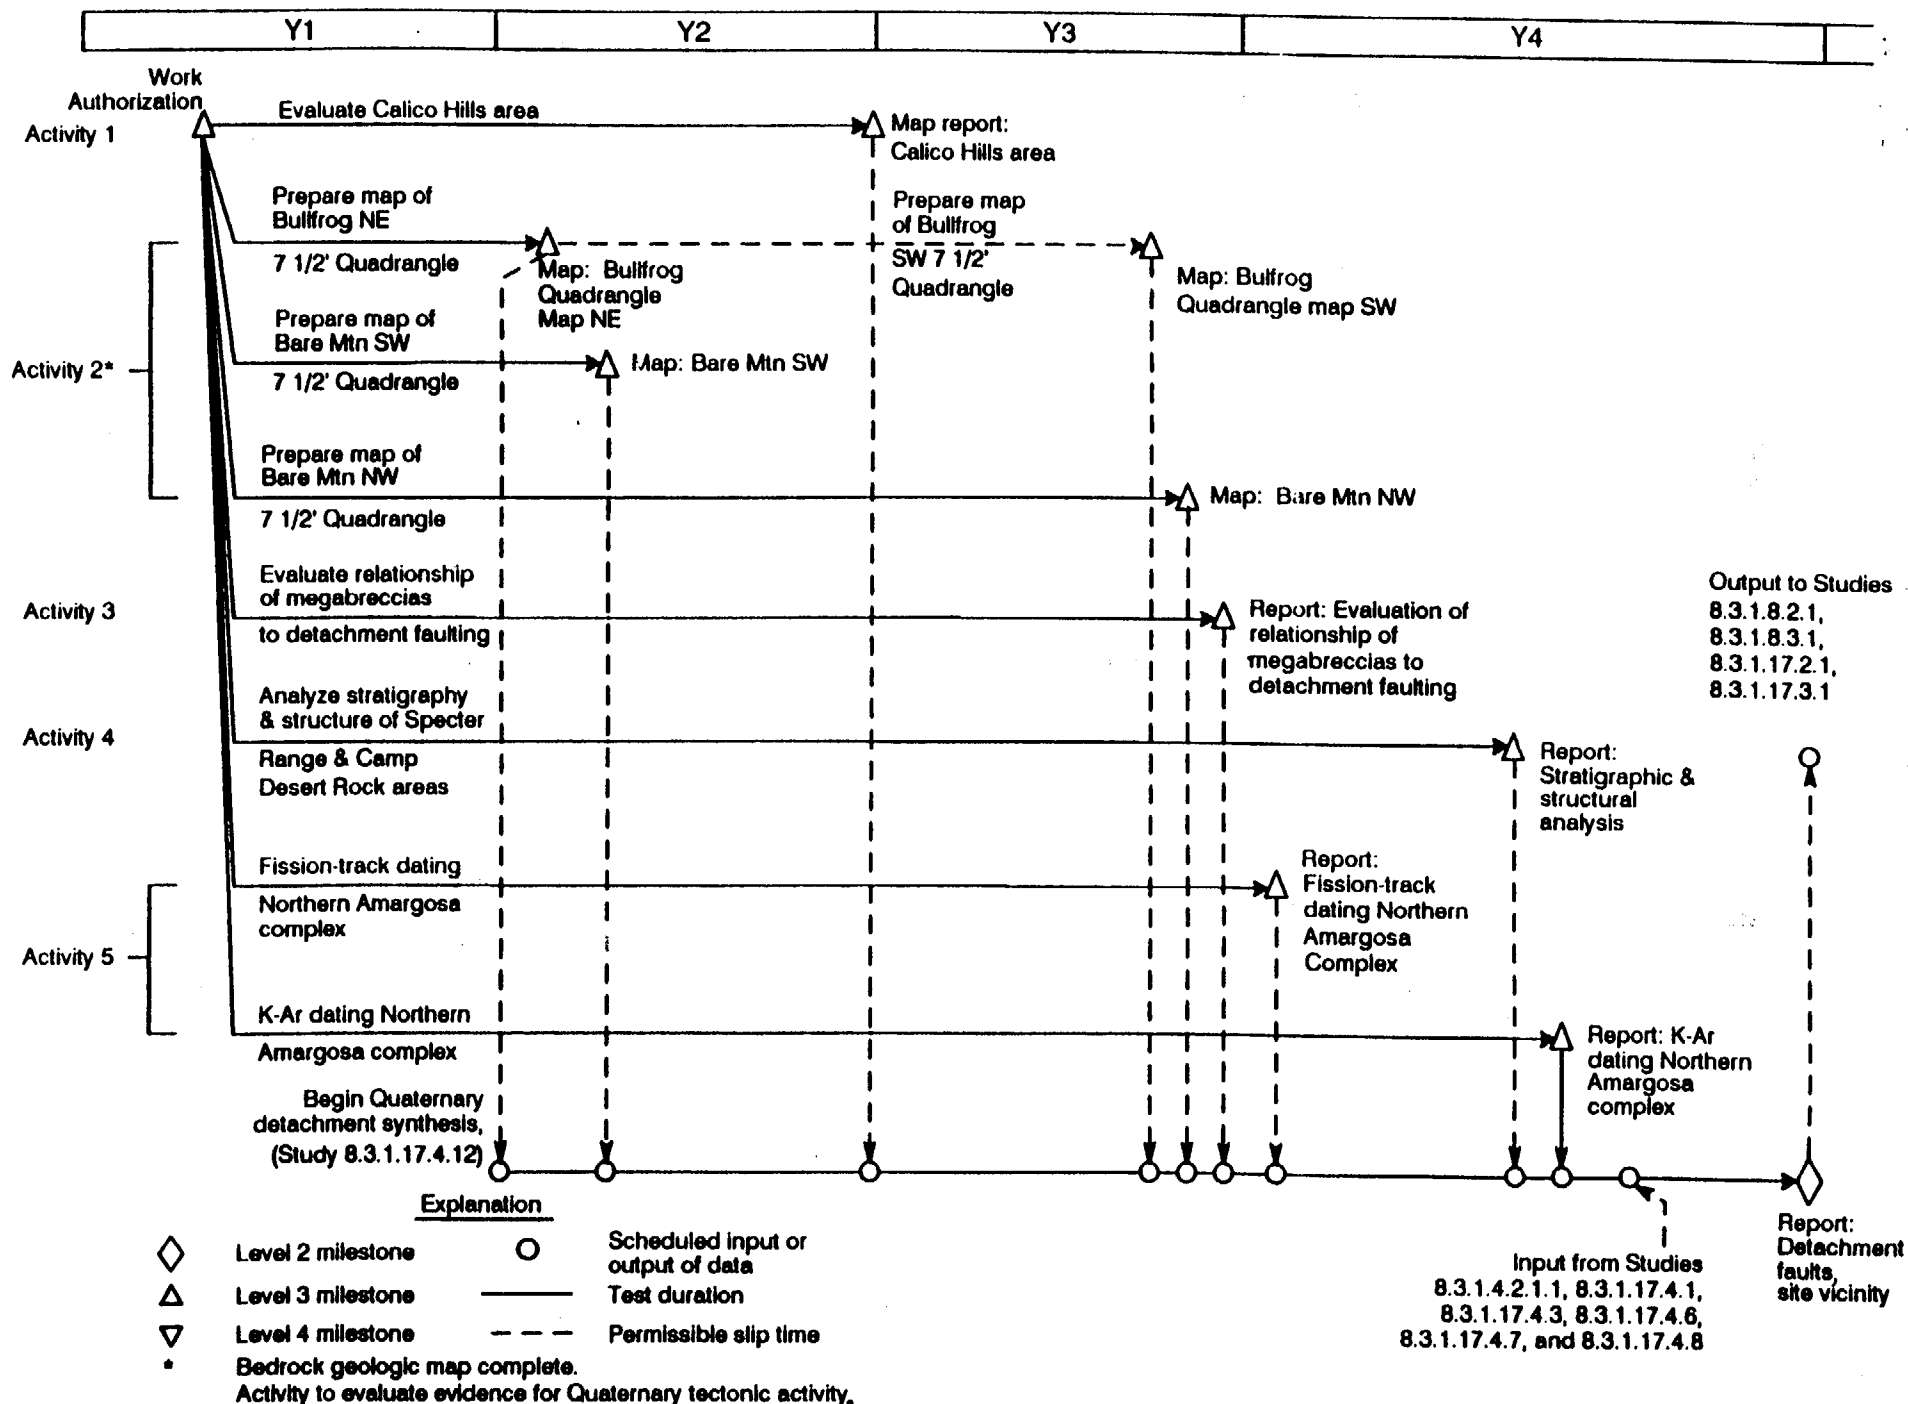 Y1
Y2
Y3
Y4
Work
Authorization
Activity 1
Evaluate Calico Hills area
Map report:
Calico Hills area
Prepare map of
Bullfrog NE
7 1/2' Quadrangle
Map: Bullfrog
Quadrangle
Map NE
Prepare map
of Bullfrog
SW 7 1/2'
Quadrangle
Map: Bulfrog
Quadrangle map SW
Activity 2*
Prepare map of
Bare Mtn SW
7 1/2' Quadrangle
Map: Bare Mtn SW
Prepare map of
Bare Mtn NW
7 1/2' Quadrangle
Map: Bare Mtn NW
Activity 3
Evaluate relationship
of megabreccias
to detachment faulting
Report: Evaluation of
relationship of
megabreccias to
detachment faulting
Output to Studies
8.3.1.8.2.1,
8.3.1.8.3.1,
8.3.1.17.2.1,
8.3.1.17.3.1
Activity 4
Analyze stratigraphy
& structure of Specter
Range & Camp
Desert Rock areas
Report:
Stratigraphic &
structural
analysis
Activity 5
Fission-track dating
Northern Amargosa
complex
Report:
Fission-track
dating Northern
Amargosa
Complex
K-Ar dating Northern
Amargosa complex
Report: K-Ar
dating Northern
Amargosa
complex
Begin Quaternary
detachment synthesis,
(Study 8.3.1.17.4.12)
Report:
Detachment
faults,
site vicinity
Input from Studies
8.3.1.4.2.1.1, 8.3.1.17.4.1,
8.3.1.17.4.3, 8.3.1.17.4.6,
8.3.1.17.4.7, and 8.3.1.17.4.8
Explanation
Level 2 milestone
Level 3 milestone
Level 4 milestone
Scheduled input or
output of data
Test duration
Permissible slip time
* Bedrock geologic map complete.
Activity to evaluate evidence for Quaternary tectonic activity.